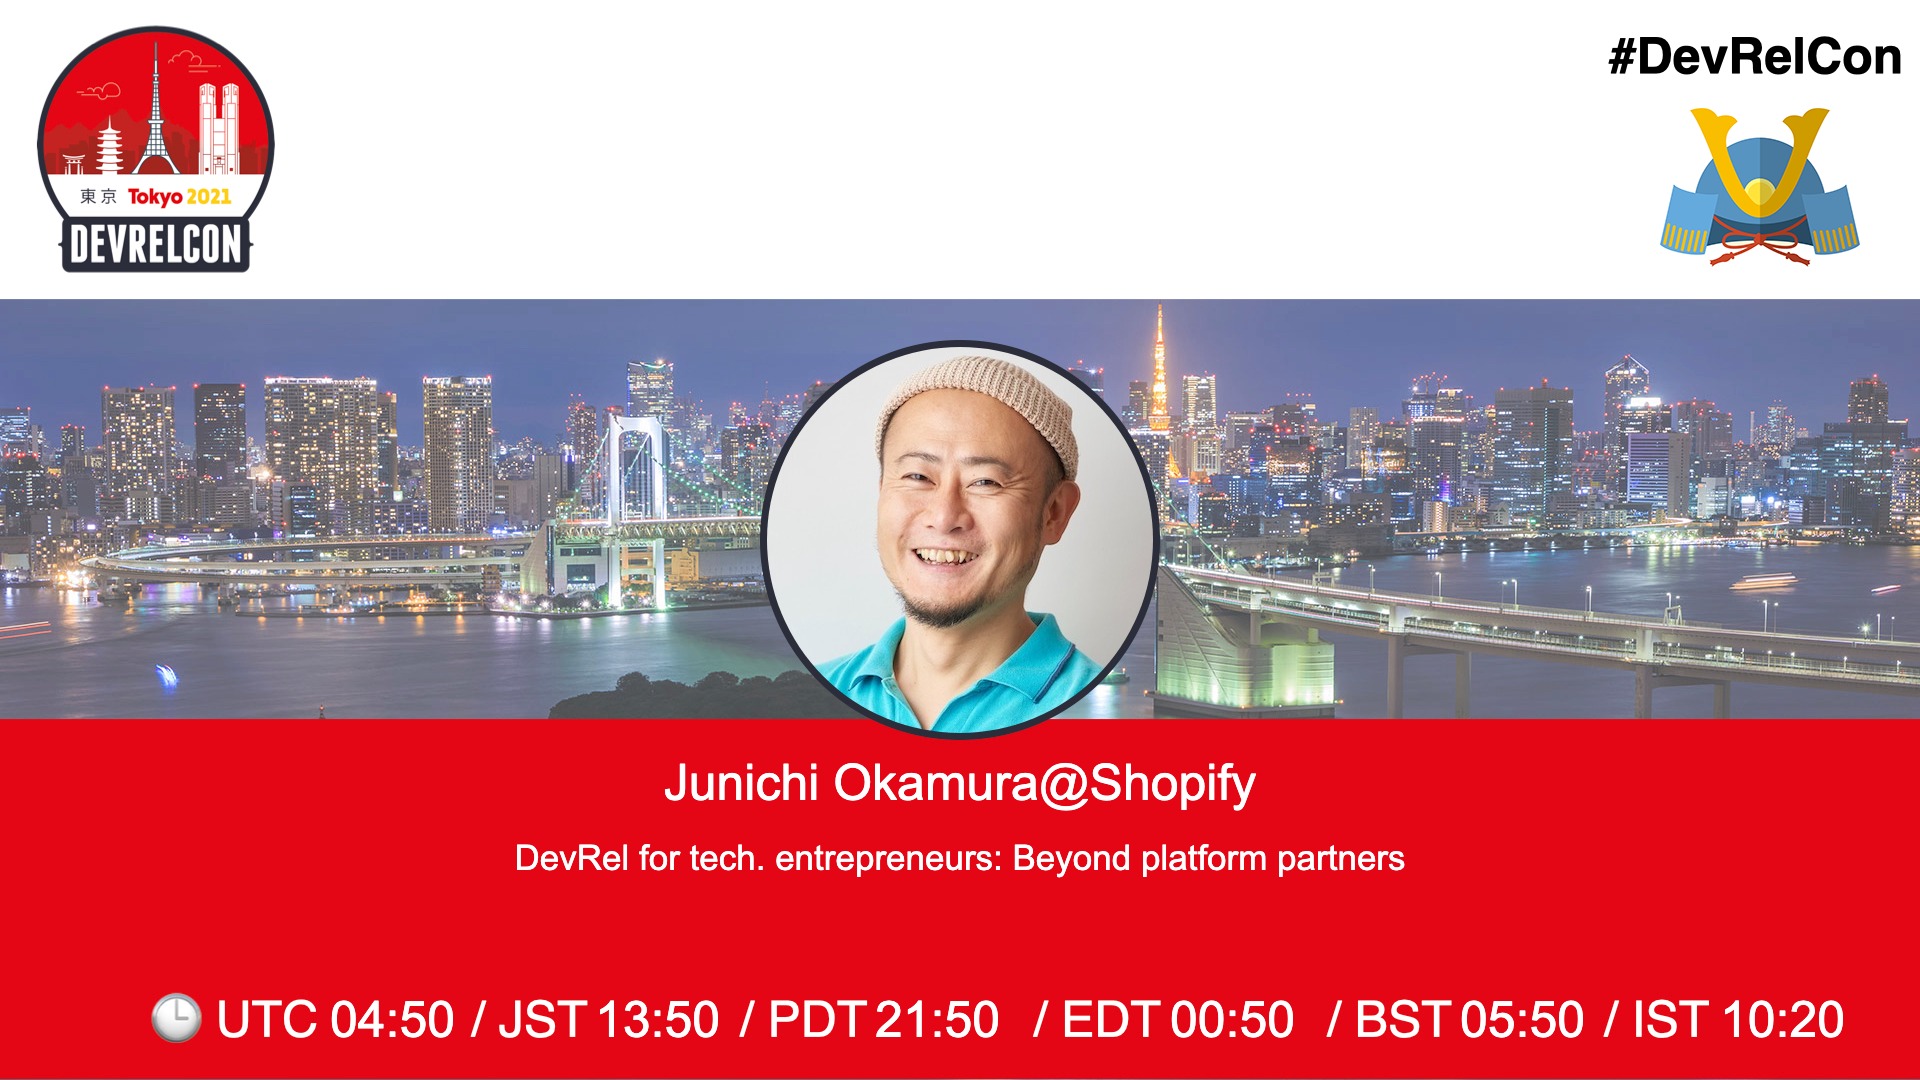 東京 Tokyo 2021
DEVRELCON
#DevRelCon
Junichi Okamura@Shopify
DevRel for tech. entrepreneurs: Beyond platform partners
UTC 04:50 / JST 13:50 / PDT 21:50 / EDT 00:50 / BST 05:50 / IST 10:20